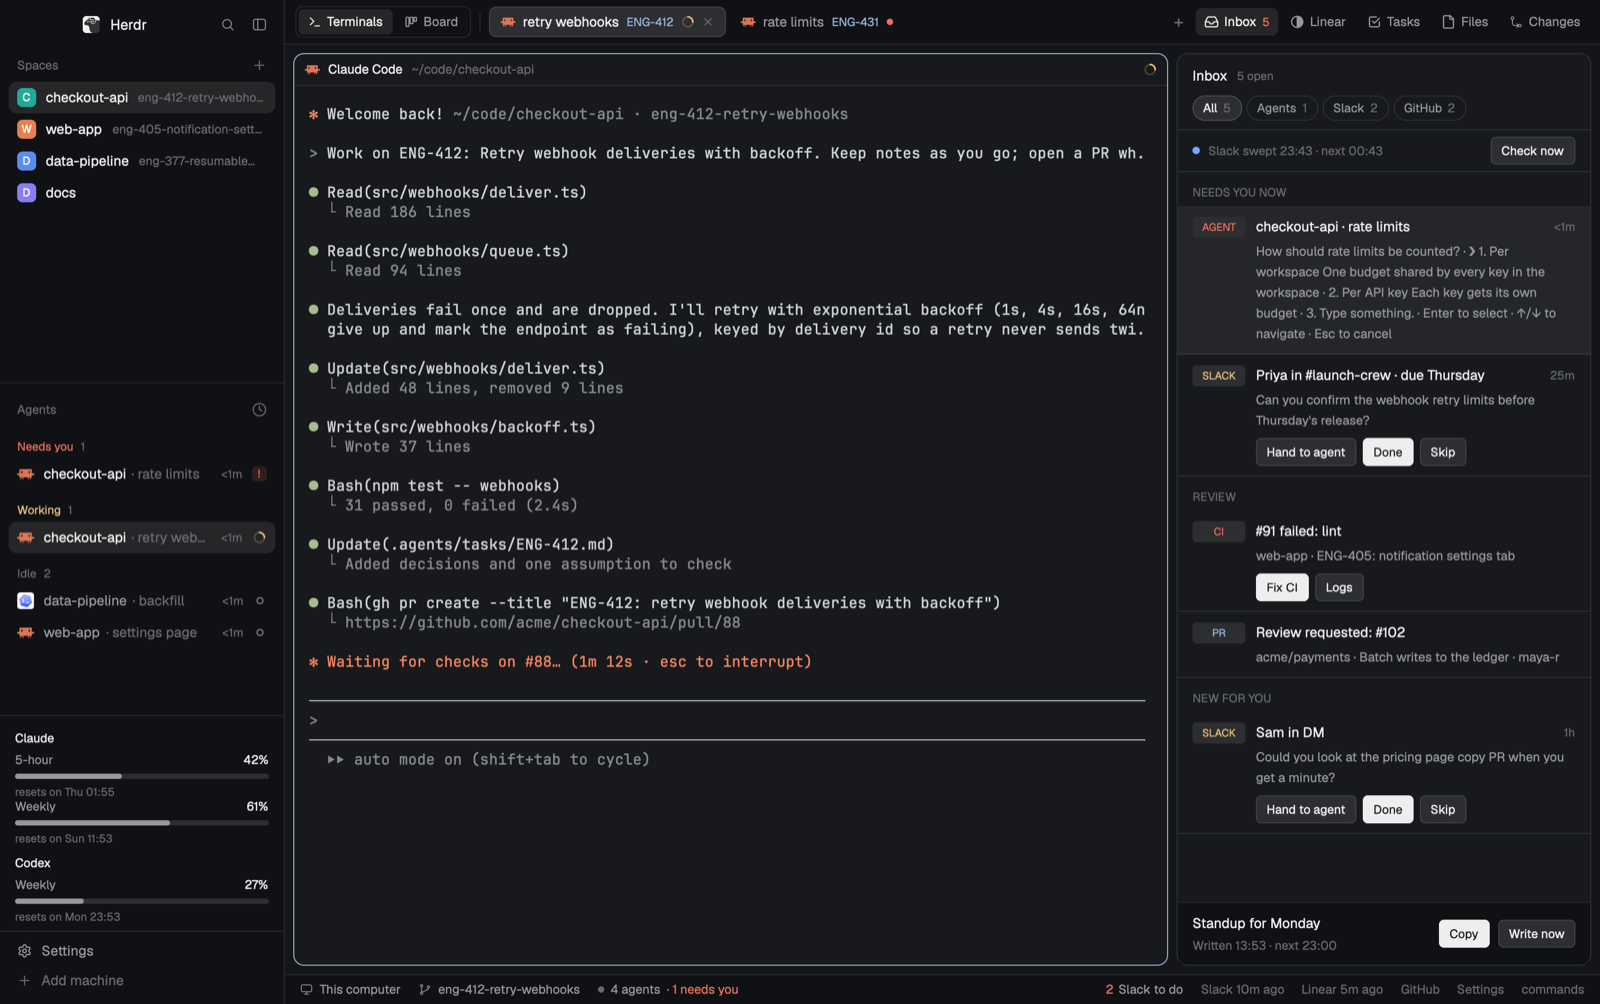 Herdr
Spaces
C checkout-api eng-412-retry-webho...
W web-app eng-405-notification-sett...
D data-pipeline eng-377-resumable...
D docs
Agents
Needs you 1
checkout-api · rate limits <1m !
Working 1
checkout-api · retry web... <1m
Idle 2
data-pipeline · backfill <1m
web-app · settings page <1m
Claude
5-hour 42%
resets on Thu 01:55
Weekly 61%
resets on Sun 11:53
Codex
Weekly 27%
resets on Mon 23:53
Settings
+ Add machine
Terminals Board retry webhooks ENG-412 × rate limits ENG-431
+ Inbox 5 Linear Tasks Files Changes
Claude Code ~/code/checkout-api
* Welcome back! ~/code/checkout-api · eng-412-retry-webhooks
> Work on ENG-412: Retry webhook deliveries with backoff. Keep notes as you go; open a PR wh.
● Read(src/webhooks/deliver.ts)
└ Read 186 lines
● Read(src/webhooks/queue.ts)
└ Read 94 lines
● Deliveries fail once and are dropped. I'll retry with exponential backoff (1s, 4s, 16s, 64n
give up and mark the endpoint as failing), keyed by delivery id so a retry never sends twi.
● Update(src/webhooks/deliver.ts)
└ Added 48 lines, removed 9 lines
● Write(src/webhooks/backoff.ts)
└ Wrote 37 lines
● Bash(npm test -- webhooks)
└ 31 passed, 0 failed (2.4s)
● Update(.agents/tasks/ENG-412.md)
└ Added decisions and one assumption to check
● Bash(gh pr create --title "ENG-412: retry webhook deliveries with backoff")
└ https://github.com/acme/checkout-api/pull/88
* Waiting for checks on #88… (1m 12s · esc to interrupt)
>
▸▸ auto mode on (shift+tab to cycle)
Inbox 5 open
All 5 Agents 1 Slack 2 GitHub 2
Slack swept 23:43 · next 00:43 Check now
NEEDS YOU NOW
AGENT checkout-api · rate limits <1m
How should rate limits be counted? · ❯ 1. Per
workspace One budget shared by every key in the
workspace · 2. Per API key Each key gets its own
budget · 3. Type something. · Enter to select · ↑/↓ to
navigate · Esc to cancel
SLACK Priya in #launch-crew · due Thursday 25m
Can you confirm the webhook retry limits before
Thursday's release?
Hand to agent Done Skip
REVIEW
CI #91 failed: lint
web-app · ENG-405: notification settings tab
Fix CI Logs
PR Review requested: #102
acme/payments · Batch writes to the ledger · maya-r
NEW FOR YOU
SLACK Sam in DM 1h
Could you look at the pricing page copy PR when you
get a minute?
Hand to agent Done Skip
Standup for Monday
Written 13:53 · next 23:00
Copy Write now
This computer eng-412-retry-webhooks 4 agents · 1 needs you
2 Slack to do Slack 10m ago Linear 5m ago GitHub Settings commands